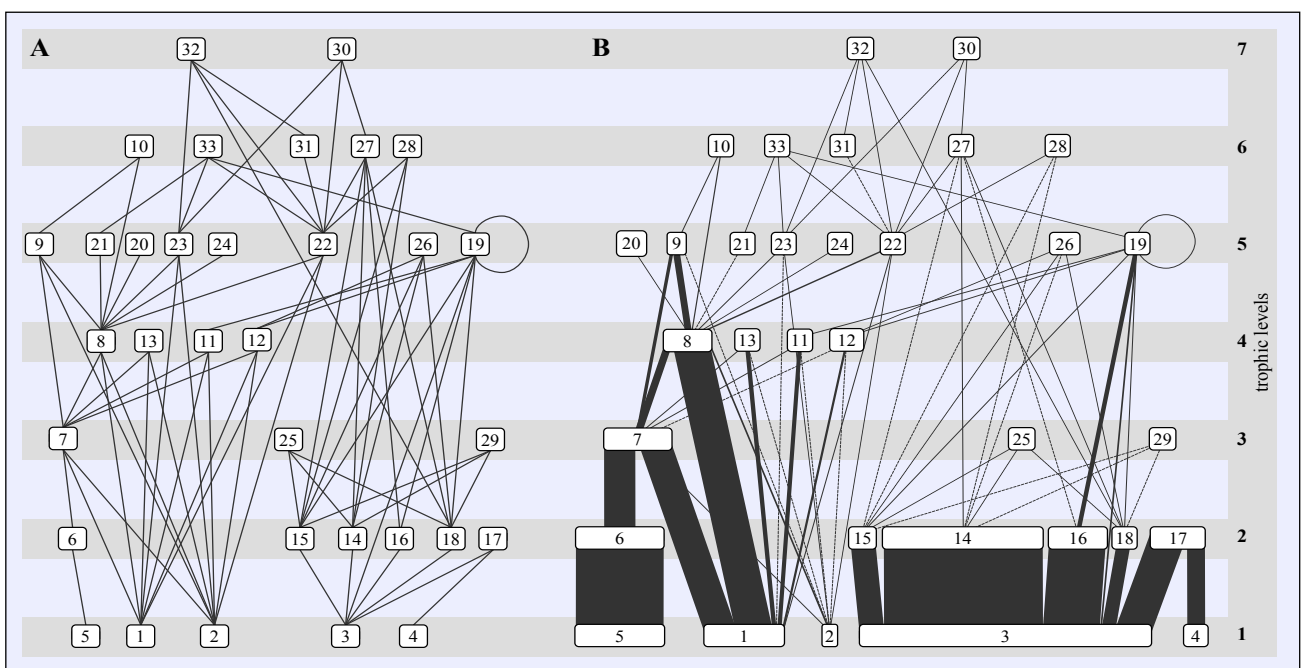 A 32 30 B 32 30 7
10 33 31 27 28 10 33 31 27 28 6
9 21 20 23 24 22 26 19 20 9 21 23 24 22 26 19 5
8 13 11 12 8 13 11 12 4
trophic levels
7 25 29 7 25 29 3
6 15 14 16 18 17 6 15 14 16 18 17 2
5 1 2 3 4 5 1 2 3 4 1